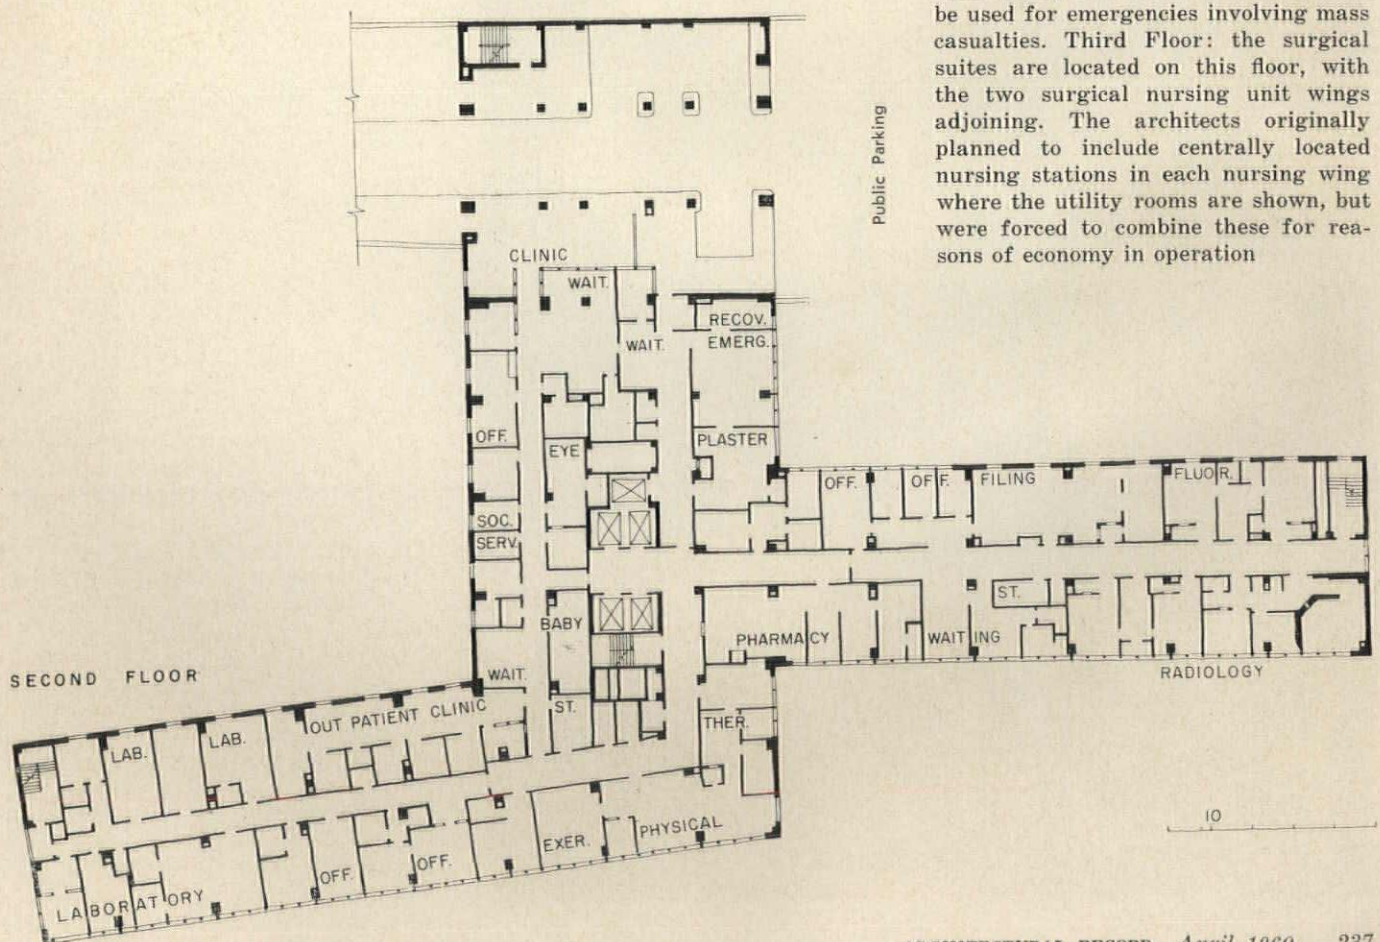 be used for emergencies involving mass
casualties. Third Floor: the surgical
suites are located on this floor, with
the two surgical nursing unit wings
adjoining. The architects originally
planned to include centrally located
nursing stations in each nursing wing
where the utility rooms are shown, but
were forced to combine these for rea-
sons of economy in operation
Public Parking
CLINIC
WAIT.
RECOV.
WAIT.
EMERG.
OFF.
EYE
PLASTER
OFF.
OFF.
FILING
FLUOR.
SOC.
SERV.
ST.
BABY
PHARMACY
WAITING
RADIOLOGY
SECOND FLOOR
WAIT.
ST.
OUT PATIENT CLINIC
THER.
LAB.
LAB.
10
PHYSICAL
EXER.
OFF.
OFF.
LABORATORY
ARCHITECTURAL RECORD April 1960 227